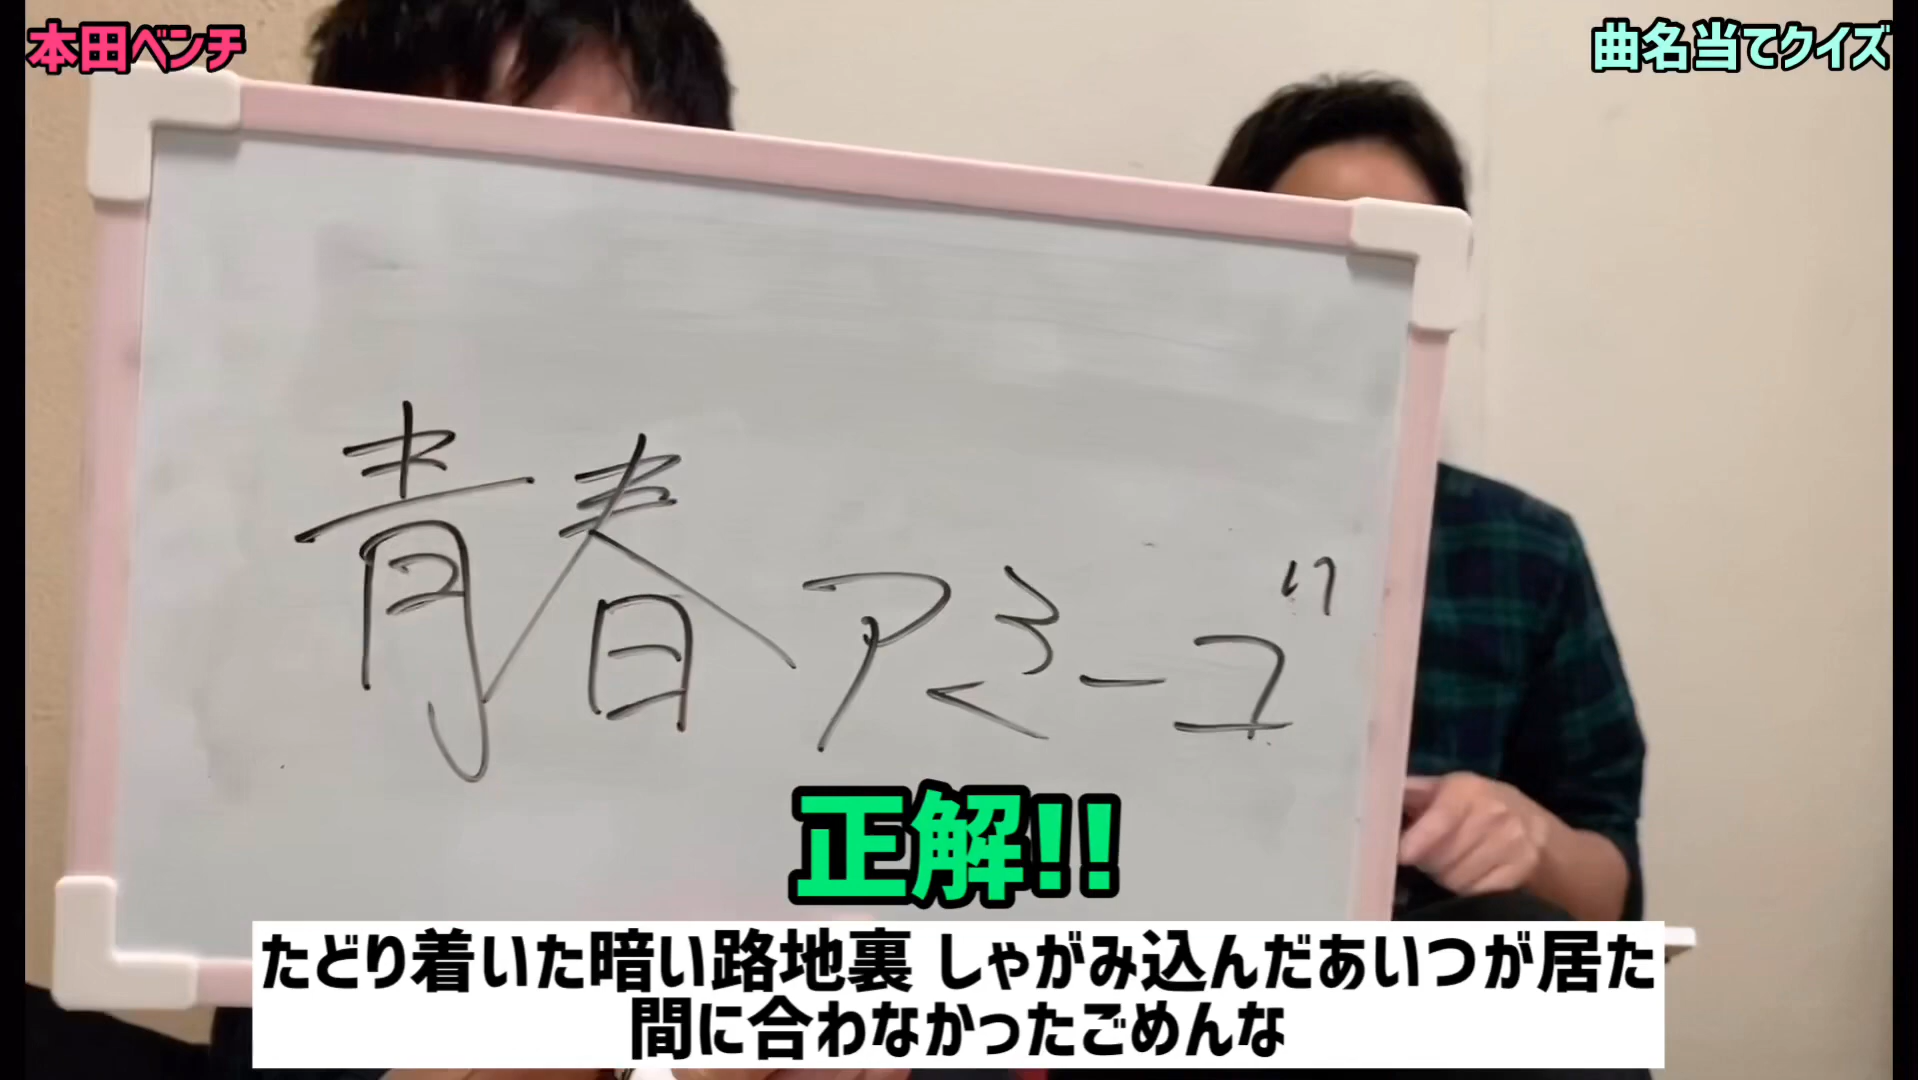 本田ベンチ
曲名当てクイズ
青春アミーゴ
正解!!
たどり着いた暗い路地裏 しゃがみ込んだあいつが居た
間に合わなかったごめんな